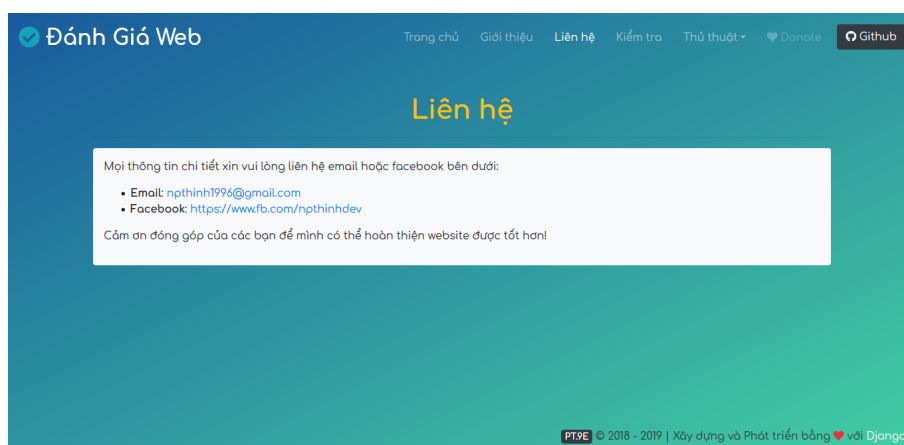 Đánh Giá Web
Trang chủ Giới thiệu Liên hệ Kiểm tra Thủ thuật Donate Github
Liên hệ
Mọi thông tin chi tiết xin vui lòng liên hệ email hoặc facebook bên dưới:
• Email: npthinh1996@gmail.com
• Facebook: https://www.fb.com/npthinhdev
Cảm ơn đóng góp của các bạn để mình có thể hoàn thiện website được tốt hơn!
PT9E © 2018 - 2019 | Xây dựng và Phát triển bằng ❤ với Django